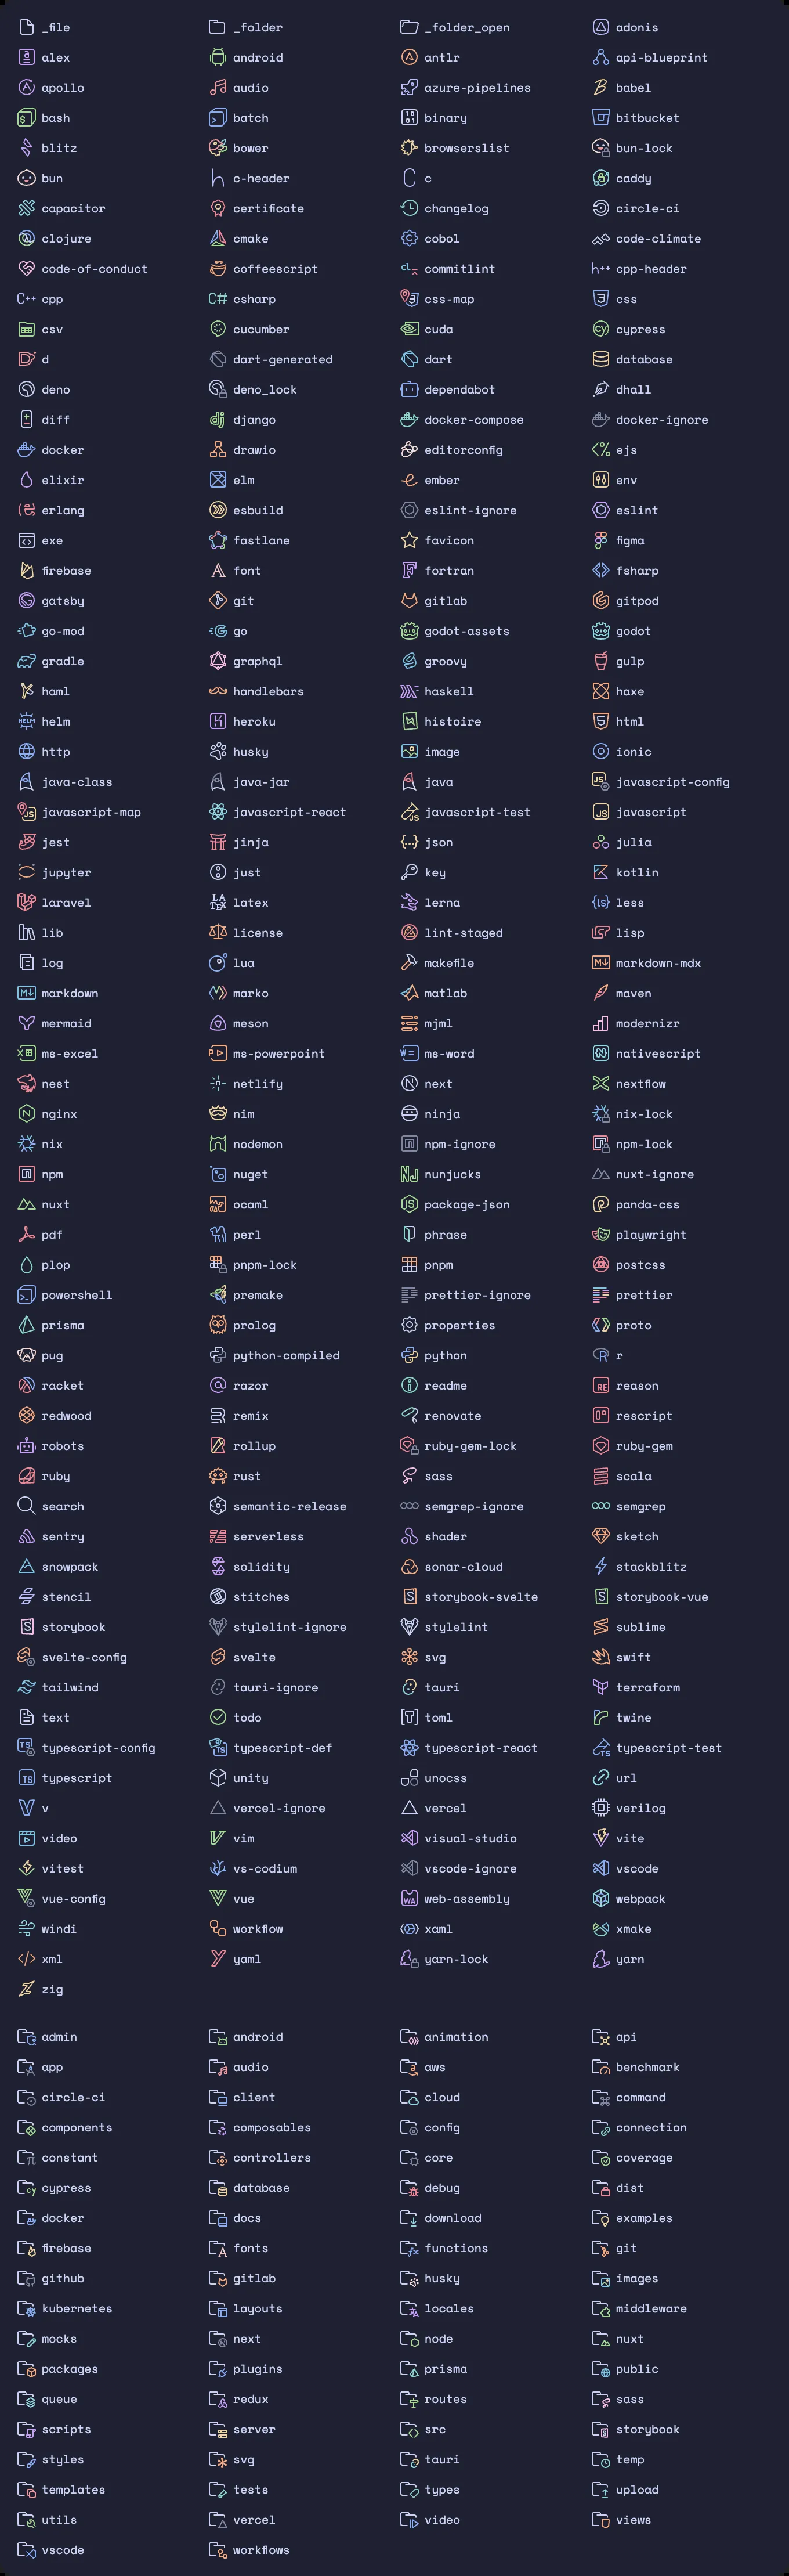 _file _folder _folder_open adonis
alex android antlr api-blueprint
apollo audio azure-pipelines babel
bash batch binary bitbucket
blitz bower browserslist bun-lock
bun c-header c caddy
capacitor certificate changelog circle-ci
clojure cmake cobol code-climate
code-of-conduct coffeescript commitlint cpp-header
cpp csharp css-map css
csv cucumber cuda cypress
d dart-generated dart database
deno deno_lock dependabot dhall
diff django docker-compose docker-ignore
docker drawio editorconfig ejs
elixir elm ember env
erlang esbuild eslint-ignore eslint
exe fastlane favicon figma
firebase font fortran fsharp
gatsby git gitlab gitpod
go-mod go godot-assets godot
gradle graphql groovy gulp
haml handlebars haskell haxe
helm heroku histoire html
http husky image ionic
java-class java-jar java javascript-config
javascript-map javascript-react javascript-test javascript
jest jinja json julia
jupyter just key kotlin
laravel latex lerna less
lib license lint-staged lisp
log lua makefile markdown-mdx
markdown marko matlab maven
mermaid meson mjml modernizr
ms-excel ms-powerpoint ms-word nativescript
nest netlify next nextflow
nginx nim ninja nix-lock
nix nodemon npm-ignore npm-lock
npm nuget nunjucks nuxt-ignore
nuxt ocaml package-json panda-css
pdf perl phrase playwright
plop pnpm-lock pnpm postcss
powershell premake prettier-ignore prettier
prisma prolog properties proto
pug python-compiled python r
racket razor readme reason
redwood remix renovate rescript
robots rollup ruby-gem-lock ruby-gem
ruby rust sass scala
search semantic-release semgrep-ignore semgrep
sentry serverless shader sketch
snowpack solidity sonar-cloud stackblitz
stencil stitches storybook-svelte storybook-vue
storybook stylelint-ignore stylelint sublime
svelte-config svelte svg swift
tailwind tauri-ignore tauri terraform
text todo toml twine
typescript-config typescript-def typescript-react typescript-test
typescript unity unocss url
v vercel-ignore vercel verilog
video vim visual-studio vite
vitest vs-codium vscode-ignore vscode
vue-config vue web-assembly webpack
windi workflow xaml xmake
xml yaml yarn-lock yarn
zig
admin android animation api
app audio aws benchmark
circle-ci client cloud command
components composables config connection
constant controllers core coverage
cypress database debug dist
docker docs download examples
firebase fonts functions git
github gitlab husky images
kubernetes layouts locales middleware
mocks next node nuxt
packages plugins prisma public
queue redux routes sass
scripts server src storybook
styles svg tauri temp
templates tests types upload
utils vercel video views
vscode workflows